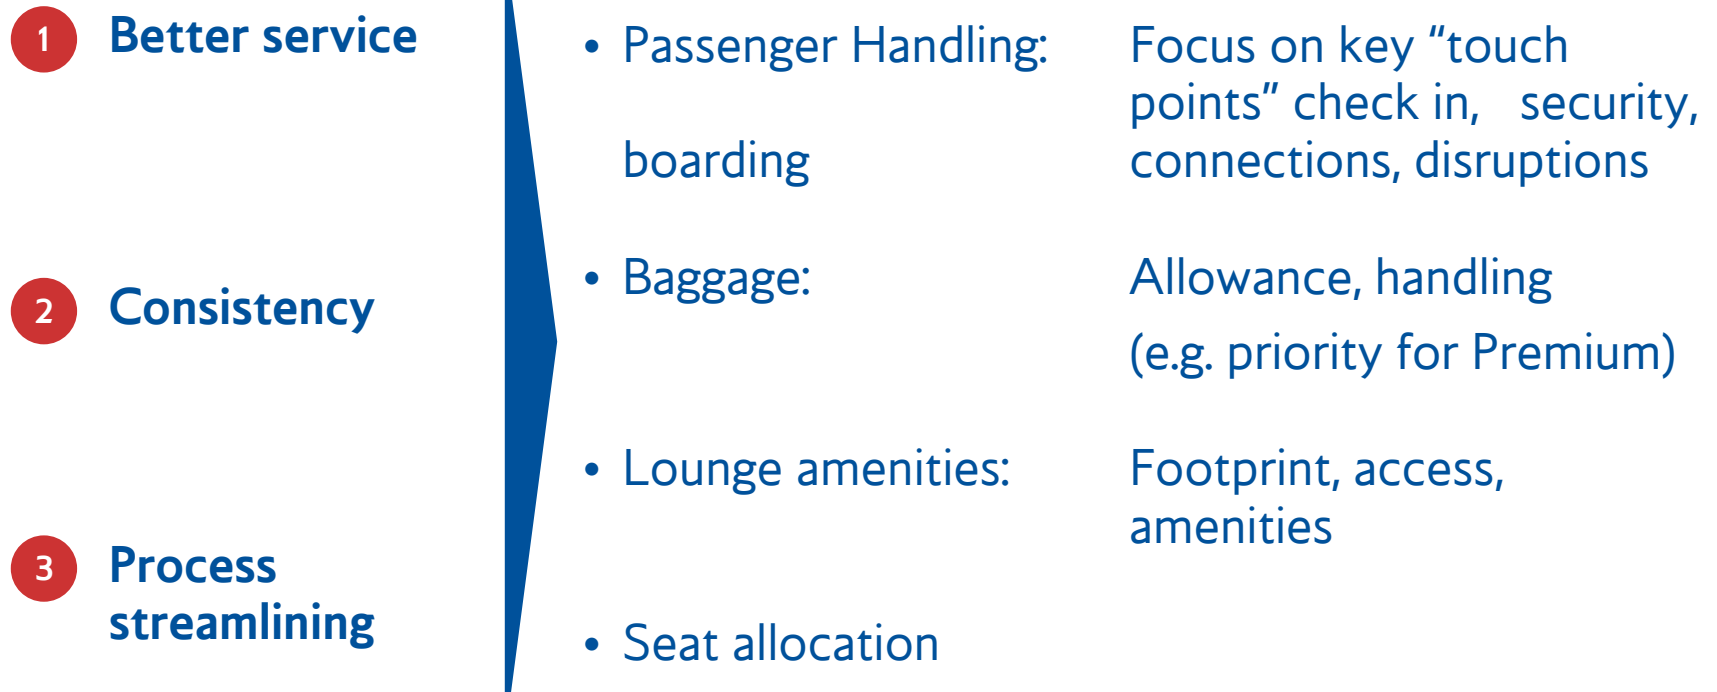 1 Better service
2 Consistency
3 Process
streamlining
• Passenger Handling: Focus on key “touch
points” check in, security,
boarding connections, disruptions
• Baggage: Allowance, handling
(e.g. priority for Premium)
• Lounge amenities: Footprint, access,
amenities
• Seat allocation